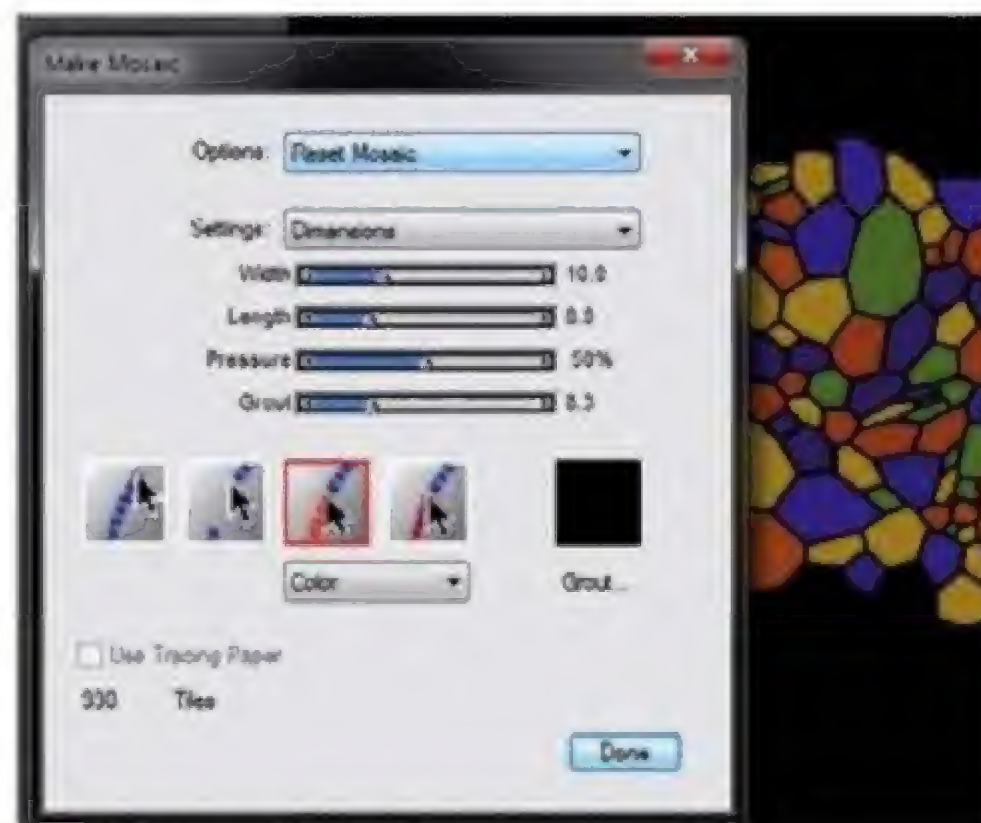 Make Mosaic
Options: Reset Mosaic
Settings: Dimensions
Width 10.0
Length 8.0
Pressure 50%
Grout 8.3
Color
Grout...
Use Tracing Paper
Tiles
Done